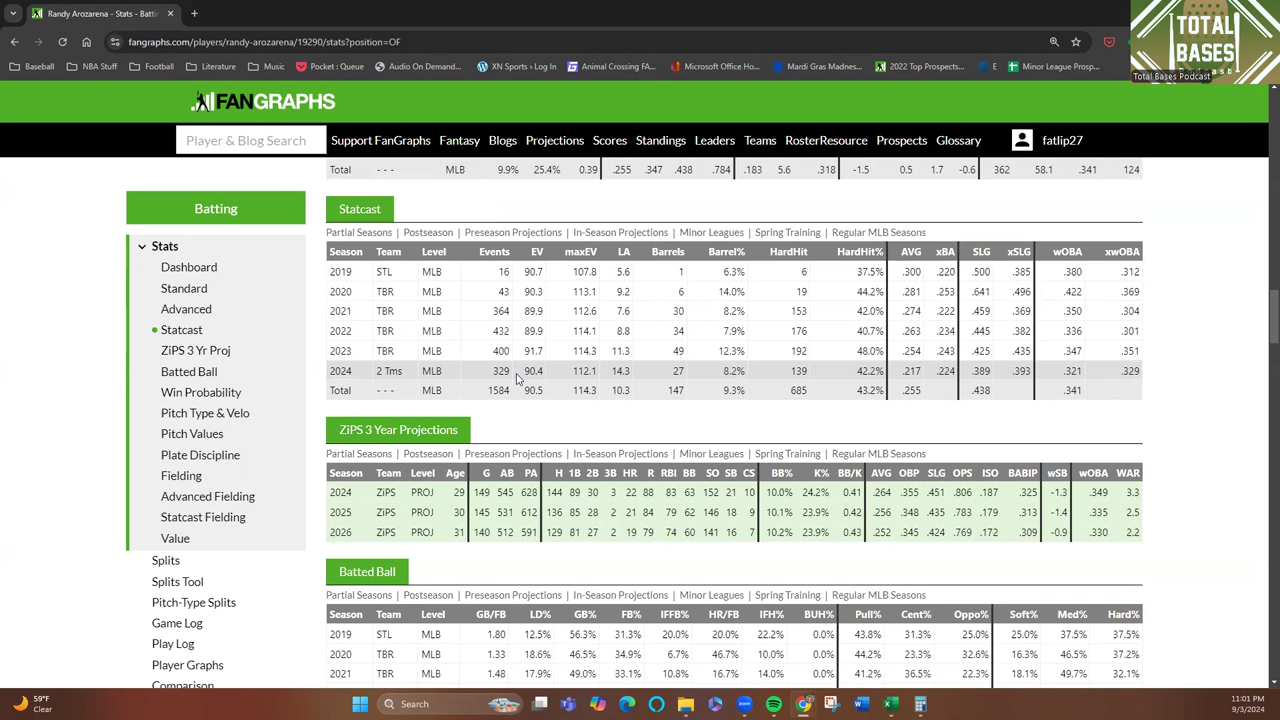 Randy Arozarena - Stats - Battin
fangraphs.com/players/randy-arozarena/19290/stats?position=OF
Baseball NBA Stuff Football Literature Music Pocket : Queue Audio On Demand... XN Service - Log In Animal Crossing FA... Microsoft Office Ho... Mardi Gras Madnes... 2022 Top Prospects... E Minor League Prosp...
TOTAL
BASES
Podcast
Total Bases Podcast
FANGRAPHS
Player & Blog Search Support FanGraphs Fantasy Blogs Projections Scores Standings Leaders Teams RosterResource Prospects Glossary fatlip27
Total - - - MLB 9.9% 25.4% 0.39 .255 .347 .438 .784 .183 5.6 .318 -1.5 0.5 1.7 -0.6 362 58.1 .341 124
Batting
Stats
Dashboard
Standard
Advanced
Statcast
ZiPS 3 Yr Proj
Batted Ball
Win Probability
Pitch Type & Velo
Pitch Values
Plate Discipline
Fielding
Advanced Fielding
Statcast Fielding
Value
Splits
Splits Tool
Pitch-Type Splits
Game Log
Play Log
Player Graphs
Comparison
Statcast
Partial Seasons | Postseason | Preseason Projections | In-Season Projections | Minor Leagues | Spring Training | Regular MLB Seasons
Season Team Level Events EV maxEV LA Barrels Barrel% HardHit HardHit% AVG xBA SLG xSLG wOBA xwOBA
2019 STL MLB 16 90.7 107.8 5.6 1 6.3% 6 37.5% .300 .220 .500 .385 .380 .312
2020 TBR MLB 43 90.3 113.1 9.2 6 14.0% 19 44.2% .281 .253 .641 .496 .422 .369
2021 TBR MLB 364 89.9 112.6 7.6 30 8.2% 153 42.0% .274 .222 .459 .369 .350 .304
2022 TBR MLB 432 89.9 114.1 8.8 34 7.9% 176 40.7% .263 .234 .445 .382 .336 .301
2023 TBR MLB 400 91.7 114.3 11.3 49 12.3% 192 48.0% .254 .243 .425 .435 .347 .351
2024 2 Tms MLB 329 90.4 112.1 14.3 27 8.2% 139 42.2% .217 .224 .389 .393 .321 .329
Total - - - MLB 1584 90.5 114.3 10.3 147 9.3% 685 43.2% .255 .438 .341
ZiPS 3 Year Projections
Partial Seasons | Postseason | Preseason Projections | In-Season Projections | Minor Leagues | Spring Training | Regular MLB Seasons
Season Team Level Age G AB PA H 1B 2B 3B HR R RBI BB SO SB CS BB% K% BB/K AVG OBP SLG OPS ISO BABIP wSB wOBA WAR
2024 ZiPS PROJ 29 149 545 628 144 89 30 3 22 88 83 63 152 21 10 10.0% 24.2% 0.41 .264 .355 .451 .806 .187 .325 -1.3 .349 3.3
2025 ZiPS PROJ 30 145 531 612 136 85 28 2 21 84 79 62 146 18 9 10.1% 23.9% 0.42 .256 .348 .435 .783 .179 .313 -1.4 .335 2.5
2026 ZiPS PROJ 31 140 512 591 129 81 27 2 19 79 74 60 141 16 7 10.2% 23.9% 0.43 .252 .345 .424 .769 .172 .309 -0.9 .330 2.2
Batted Ball
Partial Seasons | Postseason | Preseason Projections | In-Season Projections | Minor Leagues | Spring Training | Regular MLB Seasons
Season Team Level GB/FB LD% GB% FB% IFFB% HR/FB IFH% BUH% Pull% Cent% Oppo% Soft% Med% Hard%
2019 STL MLB 1.80 12.5% 56.3% 31.3% 20.0% 20.0% 22.2% 0.0% 43.8% 31.3% 25.0% 25.0% 37.5% 37.5%
2020 TBR MLB 1.33 18.6% 46.5% 34.9% 6.7% 46.7% 10.0% 0.0% 44.2% 23.3% 32.6% 16.3% 46.5% 37.2%
2021 TBR MLB 1.48 17.9% 49.0% 33.1% 10.8% 16.7% 14.0% 0.0% 41.2% 36.5% 22.3% 18.1% 49.7% 32.1%
59°F
Clear
Search
11:01 PM
9/3/2024